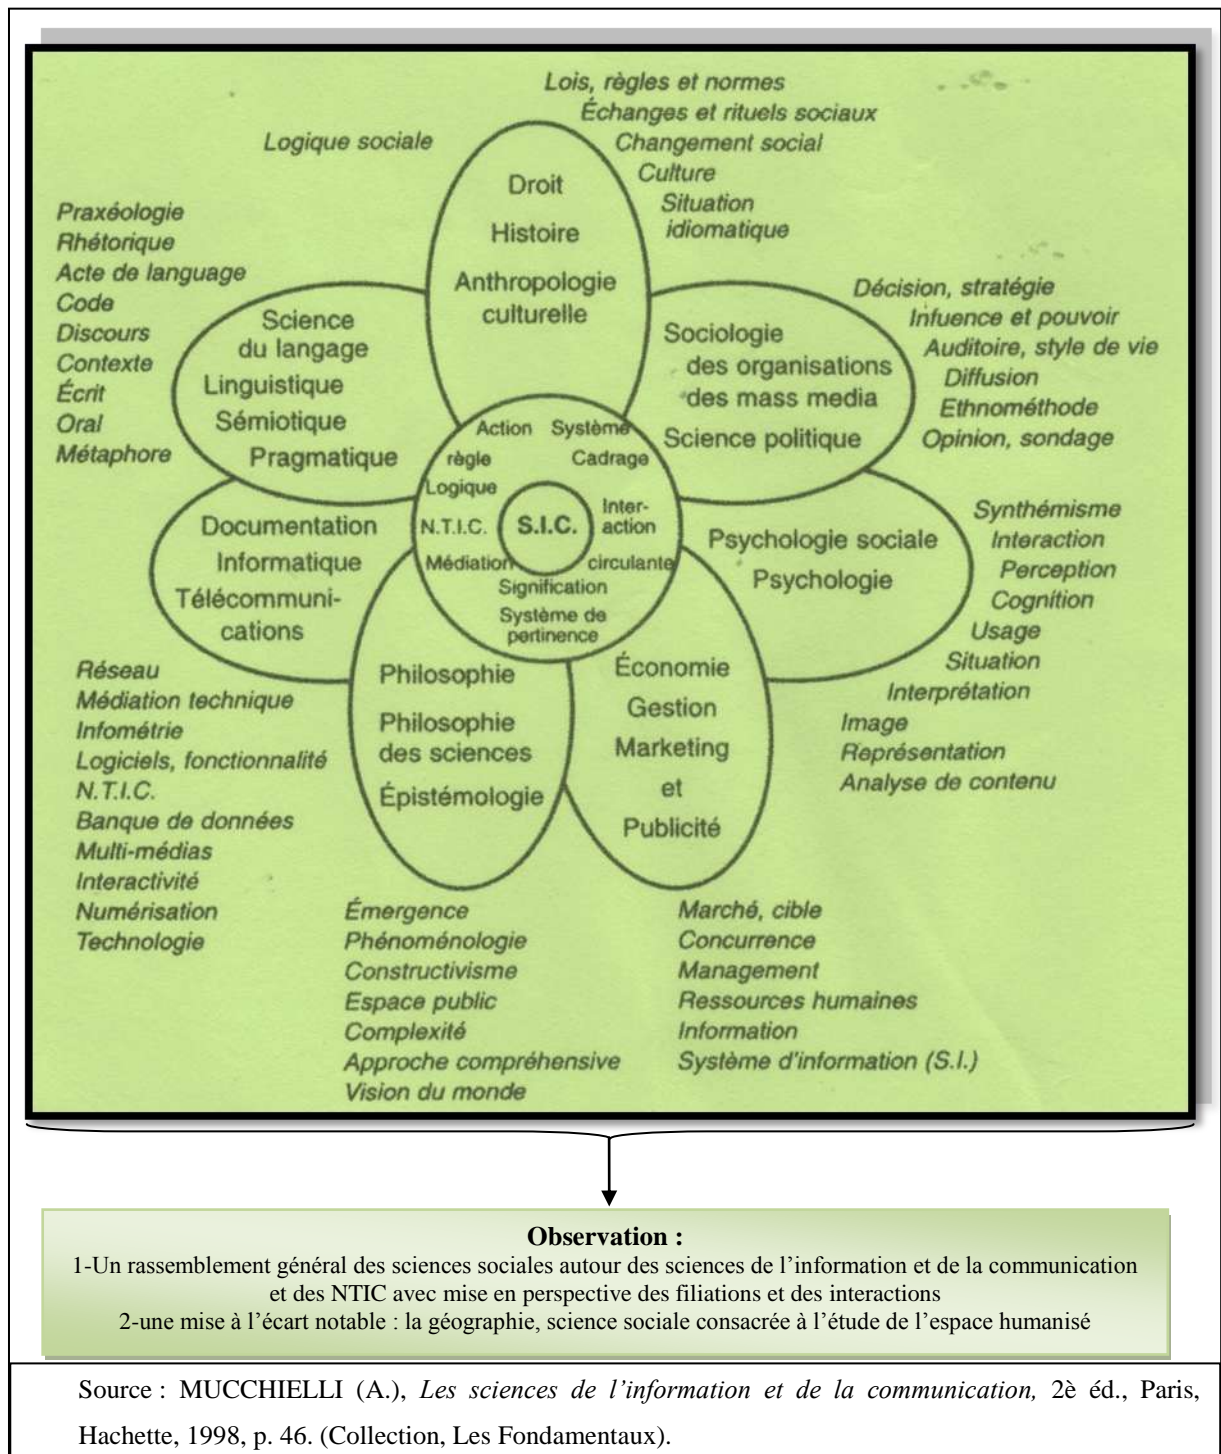 Lois, règles et normes
Échanges et rituels sociaux
Changement social
Culture
Situation
idiomatique
Logique sociale
Droit
Histoire
Anthropologie
culturelle
Praxéologie
Rhétorique
Acte de language
Code
Discours
Contexte
Écrit
Oral
Métaphore
Science
du langage
Linguistique
Sémiotique
Pragmatique
Sociologie
des organisations
des mass media
Science politique
Décision, stratégie
Infuence et pouvoir
Auditoire, style de vie
Diffusion
Ethnométhode
Opinion, sondage
Action Système
règle Cadrage
Logique
N.T.I.C.
S.I.C.
Inter-
action
Médiation circulante
Signification
Système de
pertinence
Documentation
Informatique
Télécommuni-
cations
Psychologie sociale
Psychologie
Synthémisme
Interaction
Perception
Cognition
Usage
Situation
Interprétation
Image
Représentation
Analyse de contenu
Philosophie
Philosophie
des sciences
Épistémologie
Économie
Gestion
Marketing
et
Publicité
Réseau
Médiation technique
Infométrie
Logiciels, fonctionnalité
N.T.I.C.
Banque de données
Multi-médias
Interactivité
Numérisation
Technologie
Émergence
Phénoménologie
Constructivisme
Espace public
Complexité
Approche compréhensive
Vision du monde
Marché, cible
Concurrence
Management
Ressources humaines
Information
Système d'information (S.I.)
Observation :
1-Un rassemblement général des sciences sociales autour des sciences de l’information et de la communication
et des NTIC avec mise en perspective des filiations et des interactions
2-une mise à l’écart notable : la géographie, science sociale consacrée à l’étude de l’espace humanisé
Source : MUCCHIELLI (A.), Les sciences de l’information et de la communication, 2è éd., Paris,
Hachette, 1998, p. 46. (Collection, Les Fondamentaux).